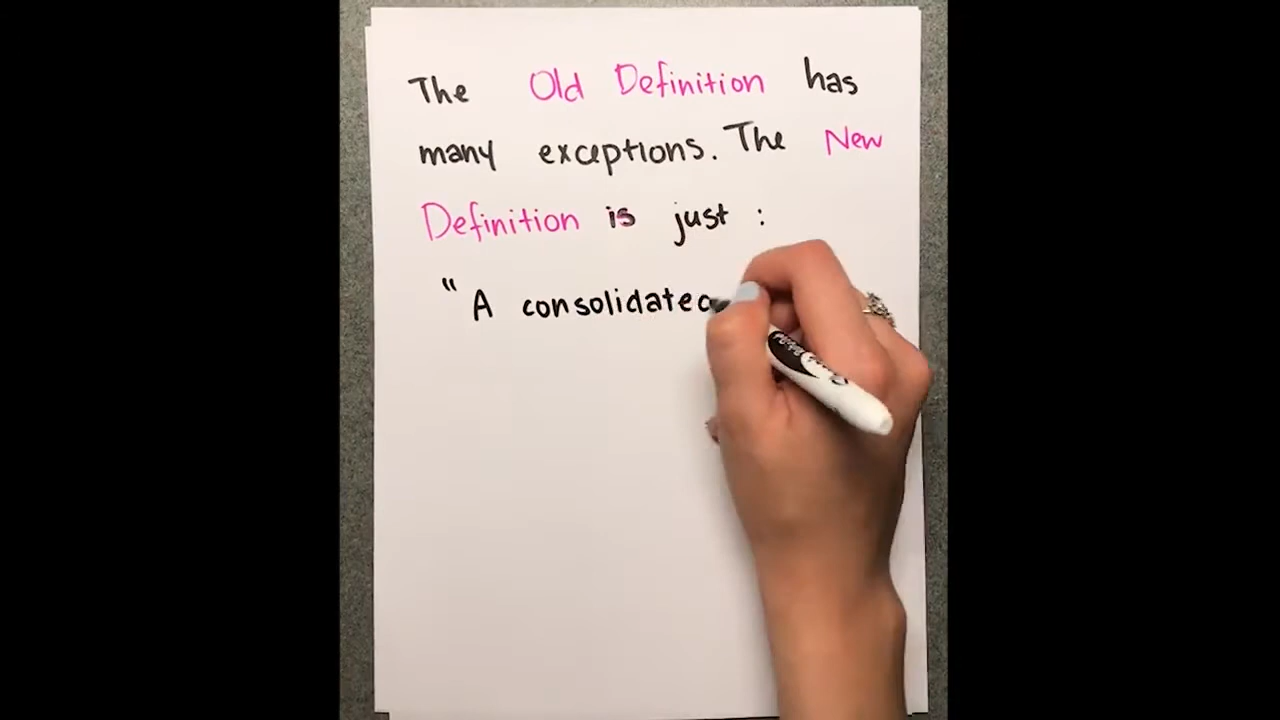 The Old Definition has
many exceptions. The New
Definition is just :
"A consolidated